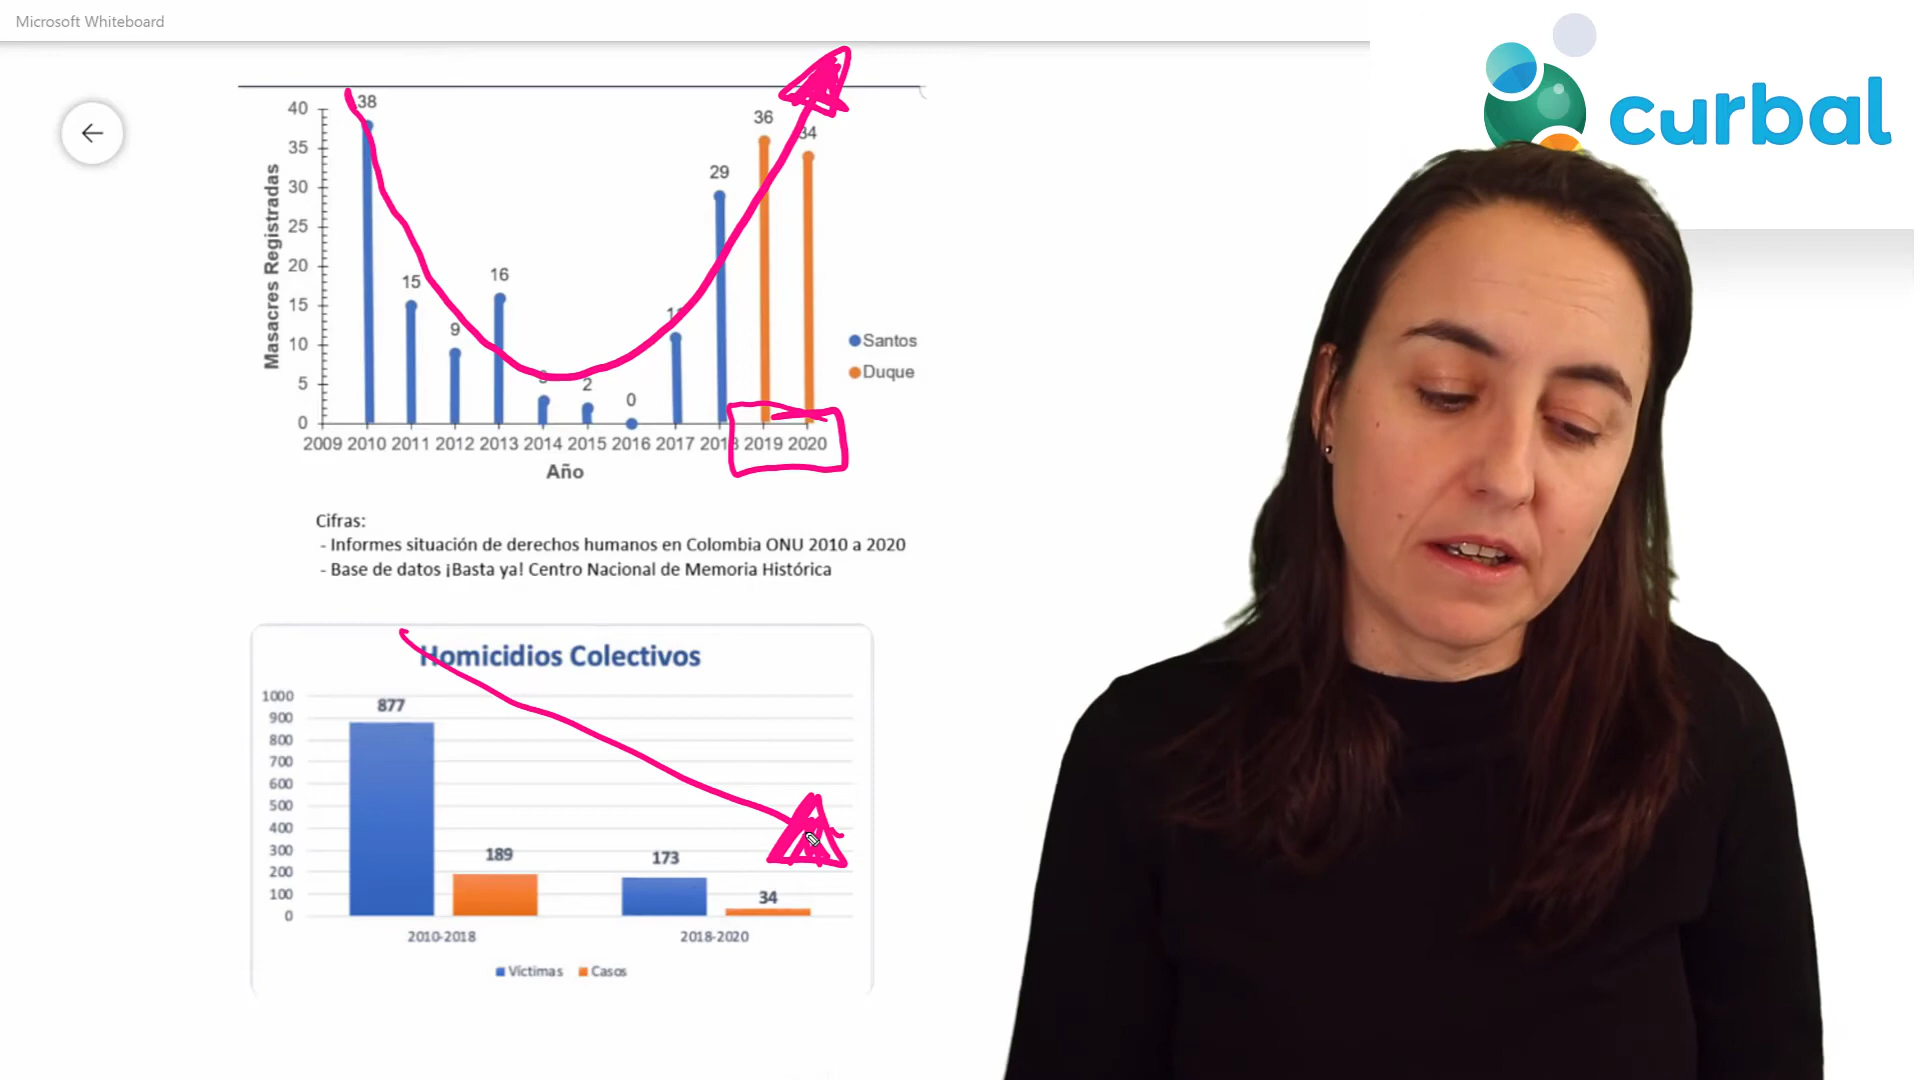 Microsoft Whiteboard
curbal
Masacres Registradas
40
35
30
25
20
15
10
5
0
38
15
9
16
2
0
29
36
34
2009 2010 2011 2012 2013 2014 2015 2016 2017 2018 2019 2020
Año
Santos
Duque
Cifras:
- Informes situación de derechos humanos en Colombia ONU 2010 a 2020
- Base de datos ¡Basta ya! Centro Nacional de Memoria Histórica
Homicidios Colectivos
1000
900
800
700
600
500
400
300
200
100
0
877
189
173
34
2010-2018
2018-2020
Víctimas Casos